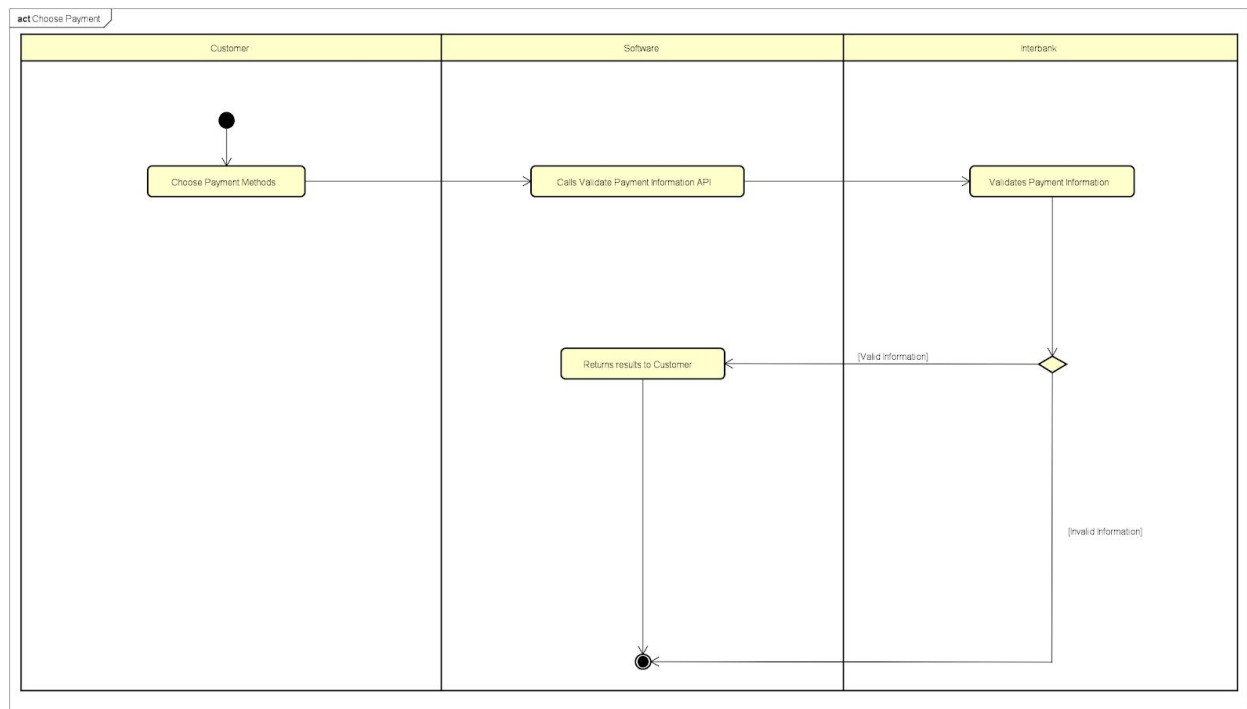 act Choose Payment
Customer
Software
Interbank
Choose Payment Methods
Calls Validate Payment Information API
Validates Payment Information
Returns results to Customer
[Valid Information]
[Invalid Information]